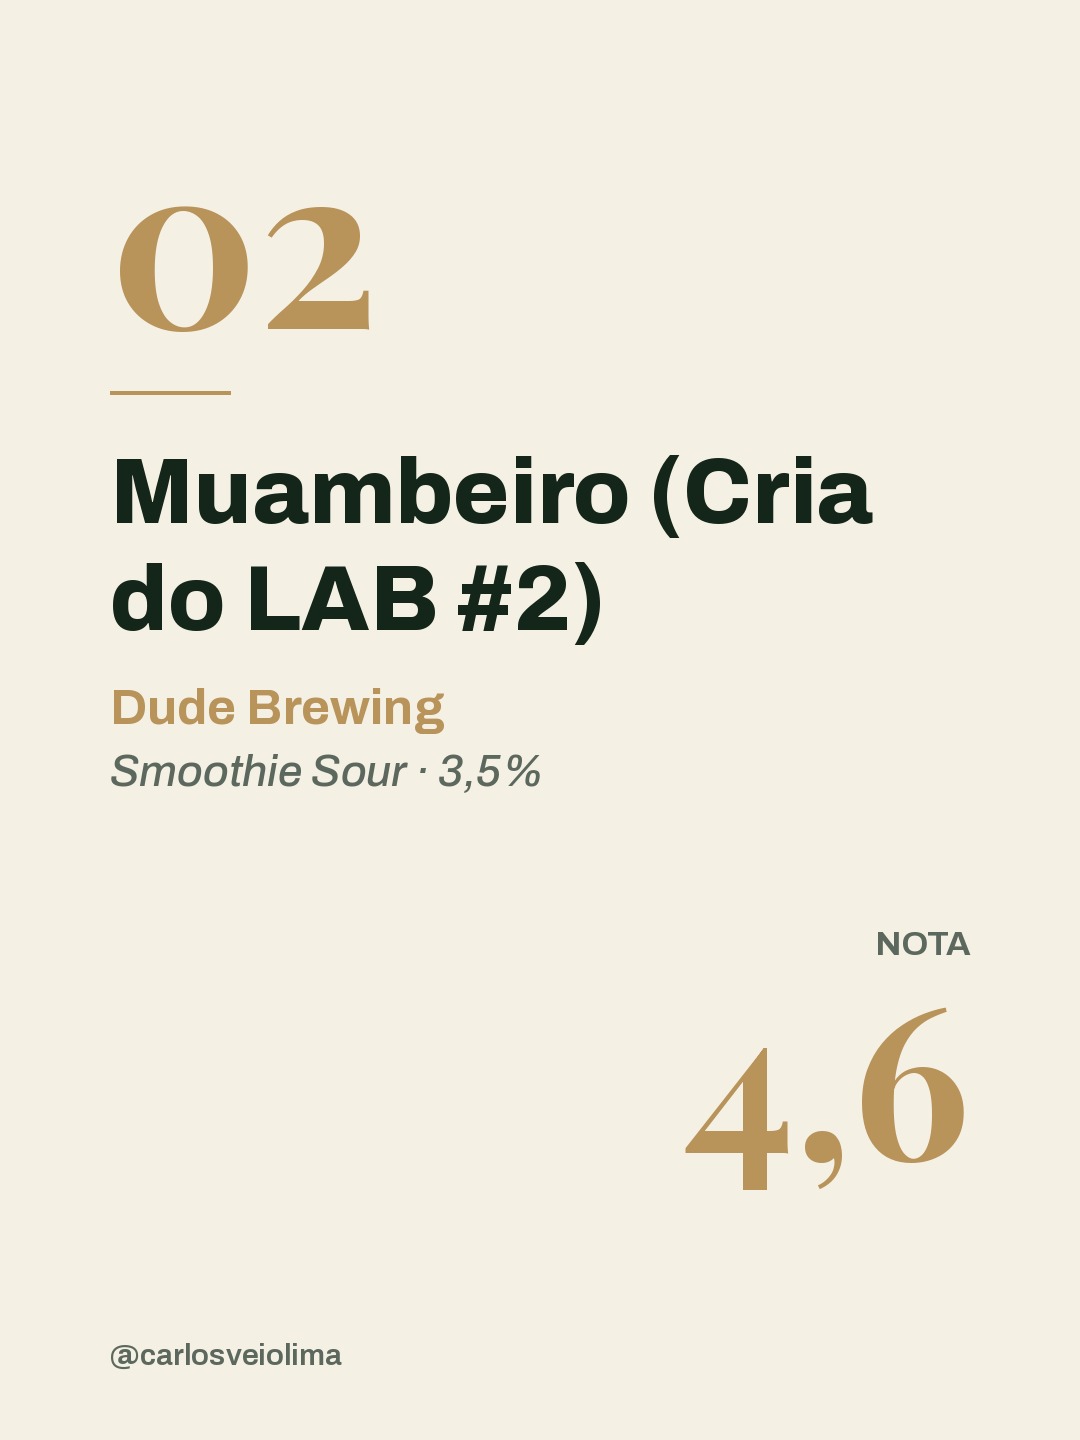 02
Muambeiro (Cria
do LAB #2)
Dude Brewing
Smoothie Sour · 3,5%
NOTA
4,6
@carlosveiolima